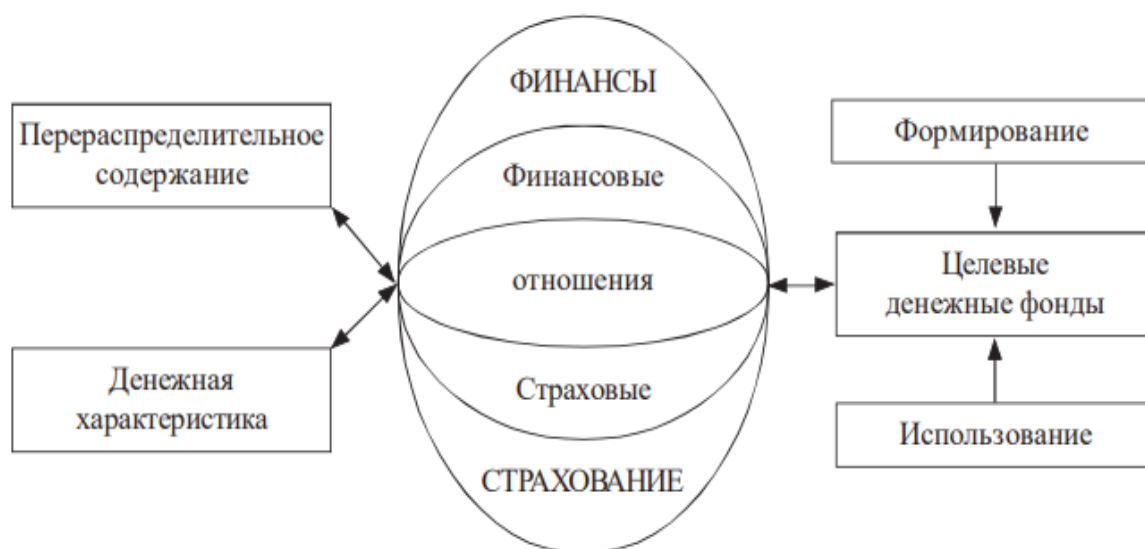 Перераспределительное
содержание
Денежная
характеристика
ФИНАНСЫ
Финансовые
отношения
Страховые
СТРАХОВАНИЕ
Формирование
Целевые
денежные фонды
Использование